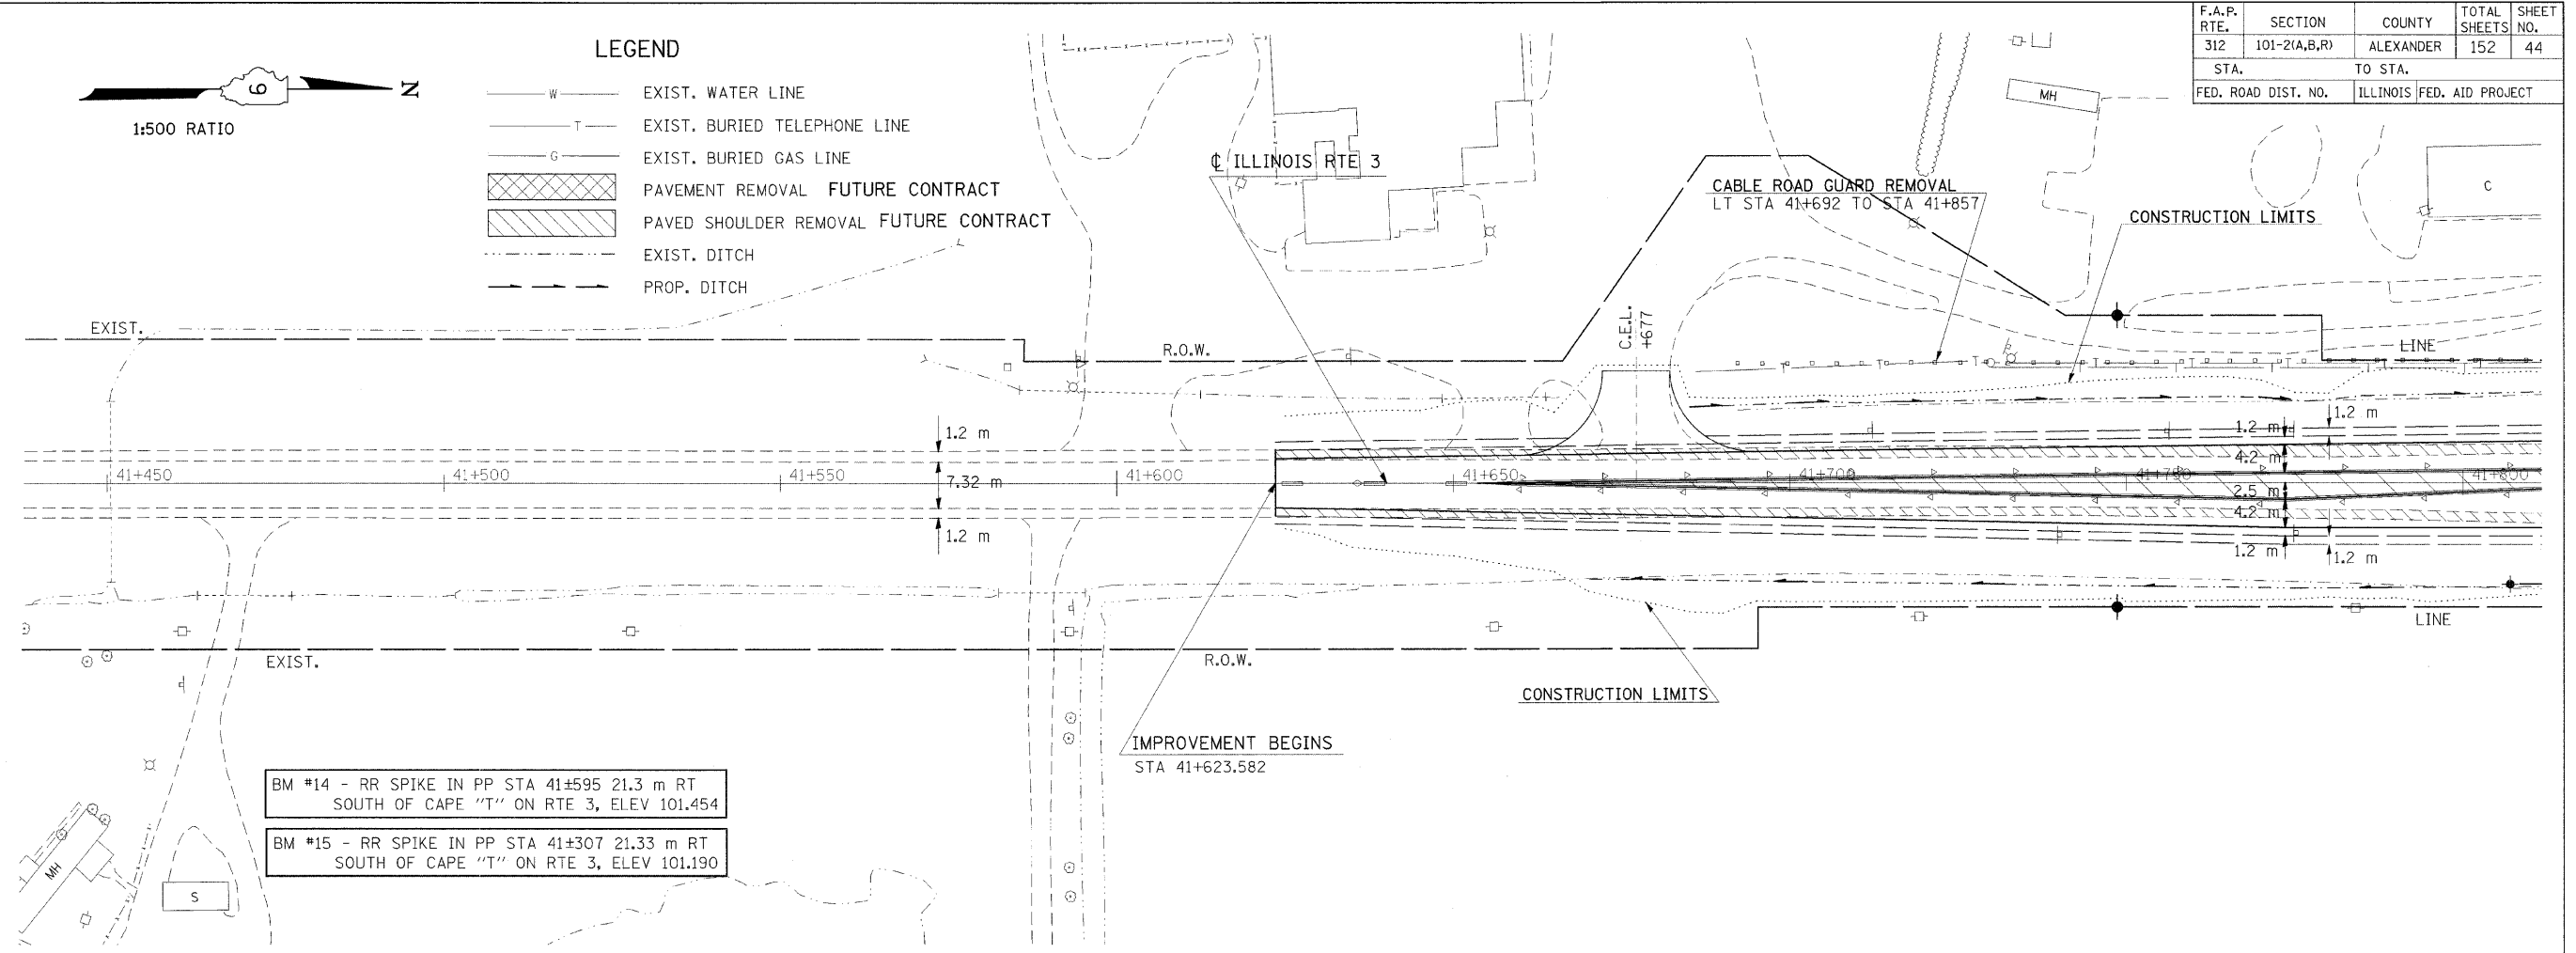 F.A.P. RTE. SECTION COUNTY TOTAL SHEETS SHEET NO.
312 101-2(A,B,R) ALEXANDER 152 44
STA. TO STA.
FED. ROAD DIST. NO. ILLINOIS FED. AID PROJECT
LEGEND
N
6
1:500 RATIO
W EXIST. WATER LINE
T EXIST. BURIED TELEPHONE LINE
G EXIST. BURIED GAS LINE
PAVEMENT REMOVAL FUTURE CONTRACT
PAVED SHOULDER REMOVAL FUTURE CONTRACT
EXIST. DITCH
PROP. DITCH
MH
C
℄ ILLINOIS RTE 3
CABLE ROAD GUARD REMOVAL
LT STA 41+692 TO STA 41+857
CONSTRUCTION LIMITS
EXIST.
R.O.W.
C.E.L.
+677
LINE
1.2 m
1.2 m
1.2 m
4.2 m
41+450 41+500 41+550 41+600 41+650 41+700 41+750 41+800
7.32 m
2.5 m
4.2 m
1.2 m
1.2 m
1.2 m
LINE
EXIST.
R.O.W.
CONSTRUCTION LIMITS
IMPROVEMENT BEGINS
STA 41+623.582
BM #14 - RR SPIKE IN PP STA 41±595 21.3 m RT
SOUTH OF CAPE "T" ON RTE 3, ELEV 101.454
BM #15 - RR SPIKE IN PP STA 41±307 21.33 m RT
SOUTH OF CAPE "T" ON RTE 3, ELEV 101.190
MH
S